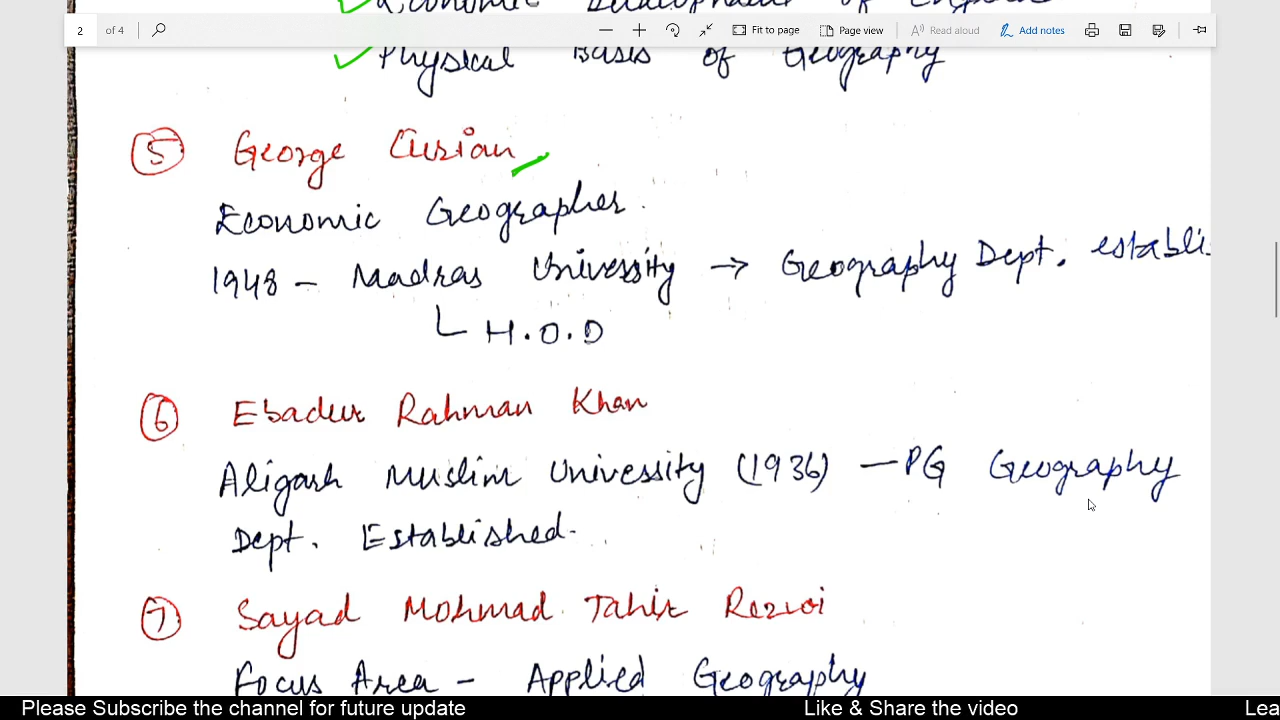 2 of 4 Fit to page Page view Read aloud Add notes
Physical Basis of Geography
5 George Curian
Economic Geographer.
1948 - Madras University → Geography Dept. establi
H.O.D
6 Ebadur Rahman Khan
Aligarh Muslim University (1936) — PG Geography
Dept. Established.
7 Sayad Mohmad Tahir Rezwi
Focus Area - Applied Geography
Please Subscribe the channel for future update Like & Share the video Lea